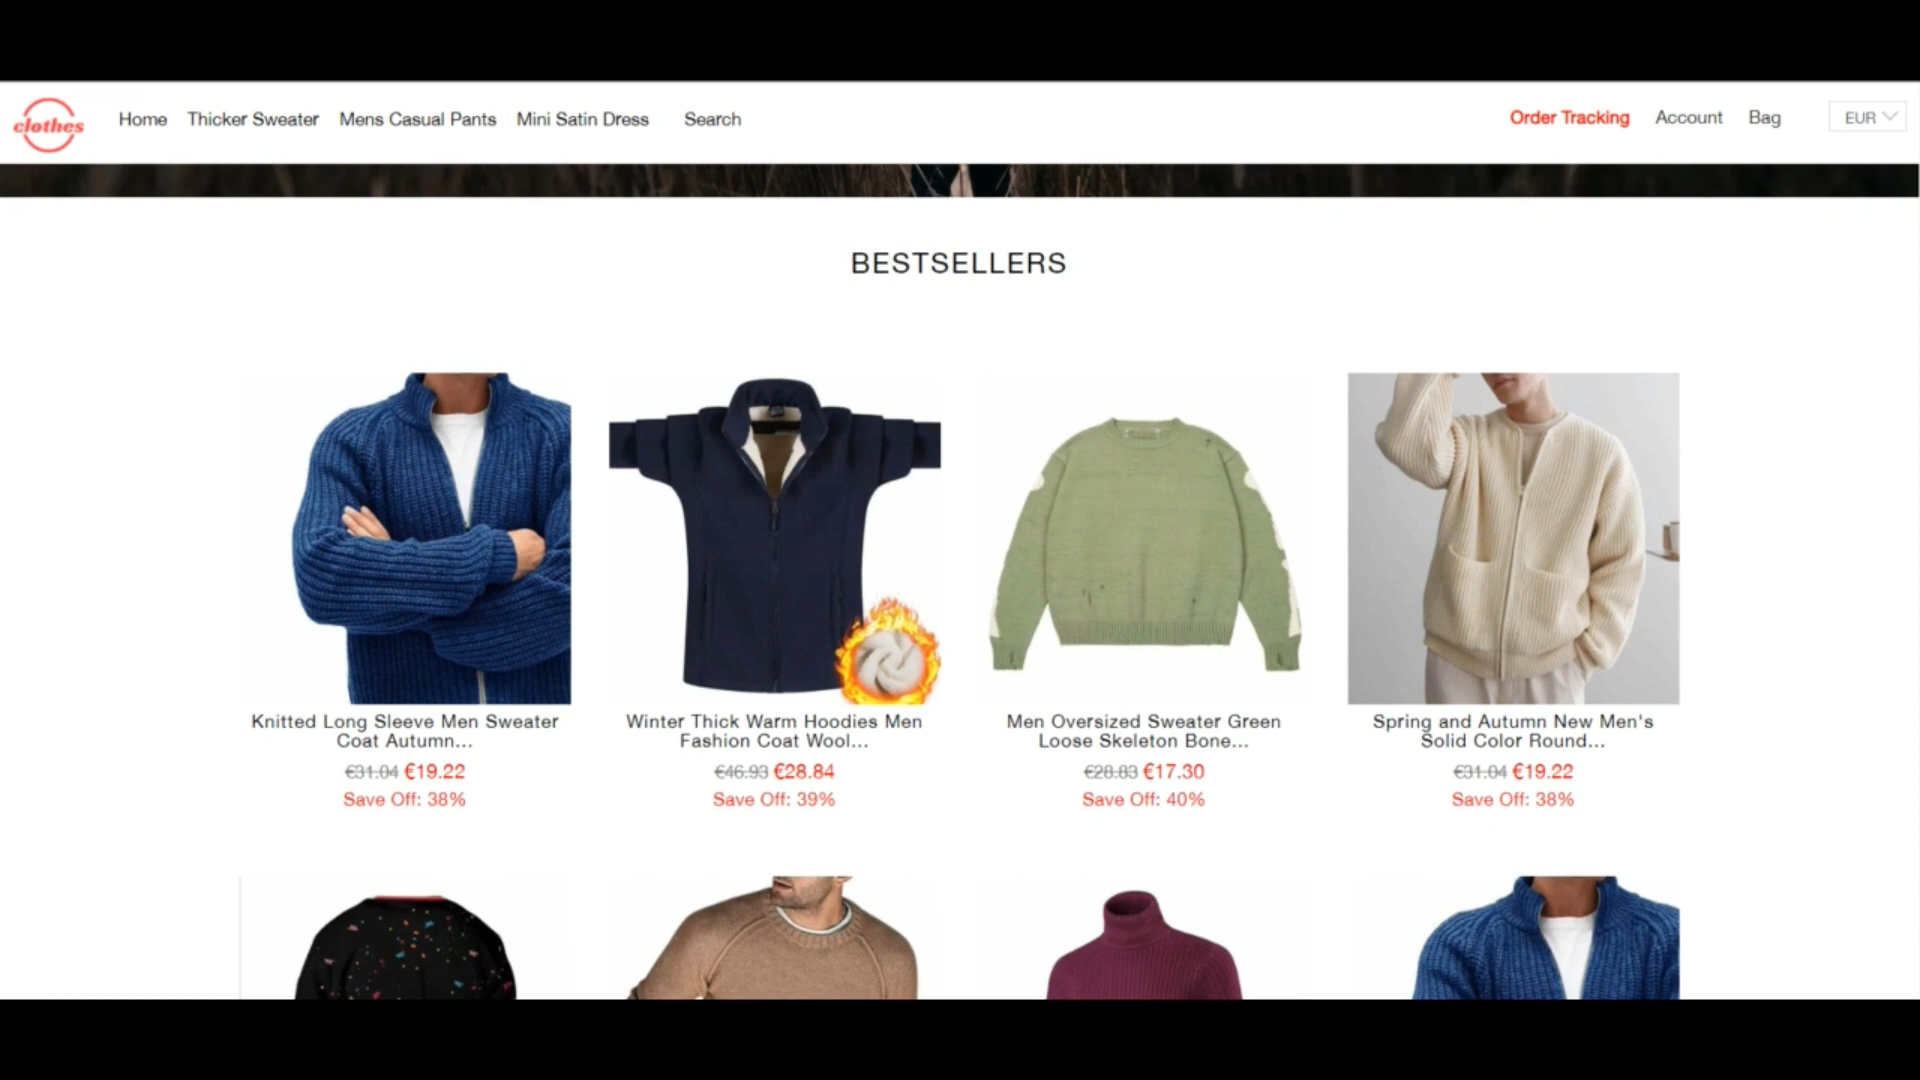 clothes
Home Thicker Sweater Mens Casual Pants Mini Satin Dress Search Order Tracking Account Bag EUR
BESTSELLERS
Knitted Long Sleeve Men Sweater
Coat Autumn...
€31.04 €19.22
Save Off: 38%
Winter Thick Warm Hoodies Men
Fashion Coat Wool...
€46.93 €28.84
Save Off: 39%
Men Oversized Sweater Green
Loose Skeleton Bone...
€28.83 €17.30
Save Off: 40%
Spring and Autumn New Men's
Solid Color Round...
€31.04 €19.22
Save Off: 38%